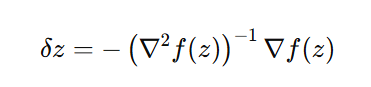 δz = − (∇²f(z))⁻¹ ∇f(z)